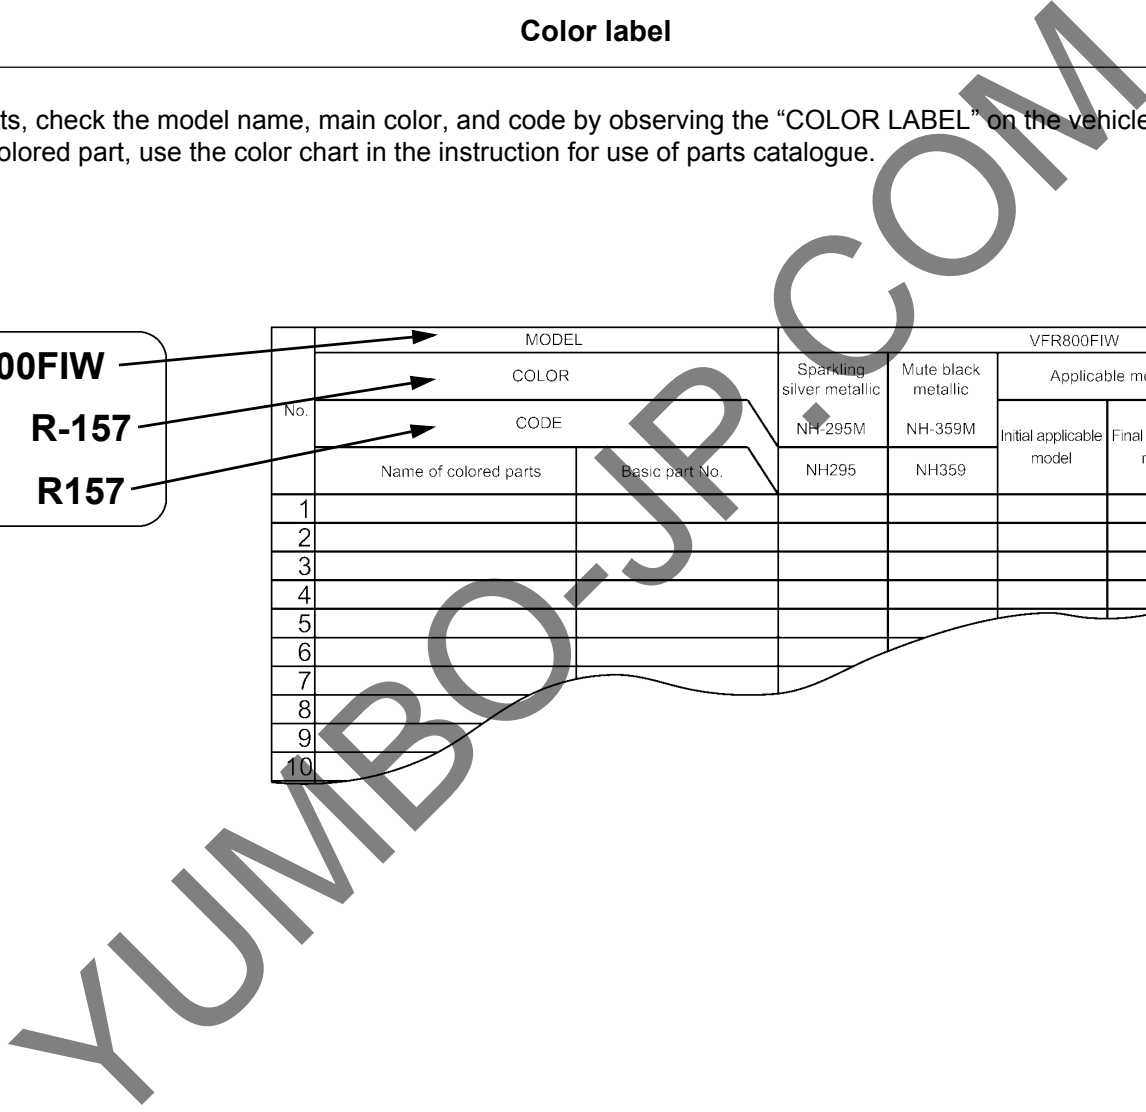 Color label
ts, check the model name, main color, and code by observing the “COLOR LABEL” on the vehicle
olored part, use the color chart in the instruction for use of parts catalogue.
00FIW
R-157
R157
No.
MODEL
VFR800FIW
COLOR
Sparkling
silver metallic
Mute black
metallic
Applicable m
CODE
NH-295M
NH-359M
Initial applicable
model
Final
Name of colored parts
Basic part No.
NH295
NH359
1
2
3
4
5
6
7
8
9
10
YUMBO-JP.COM